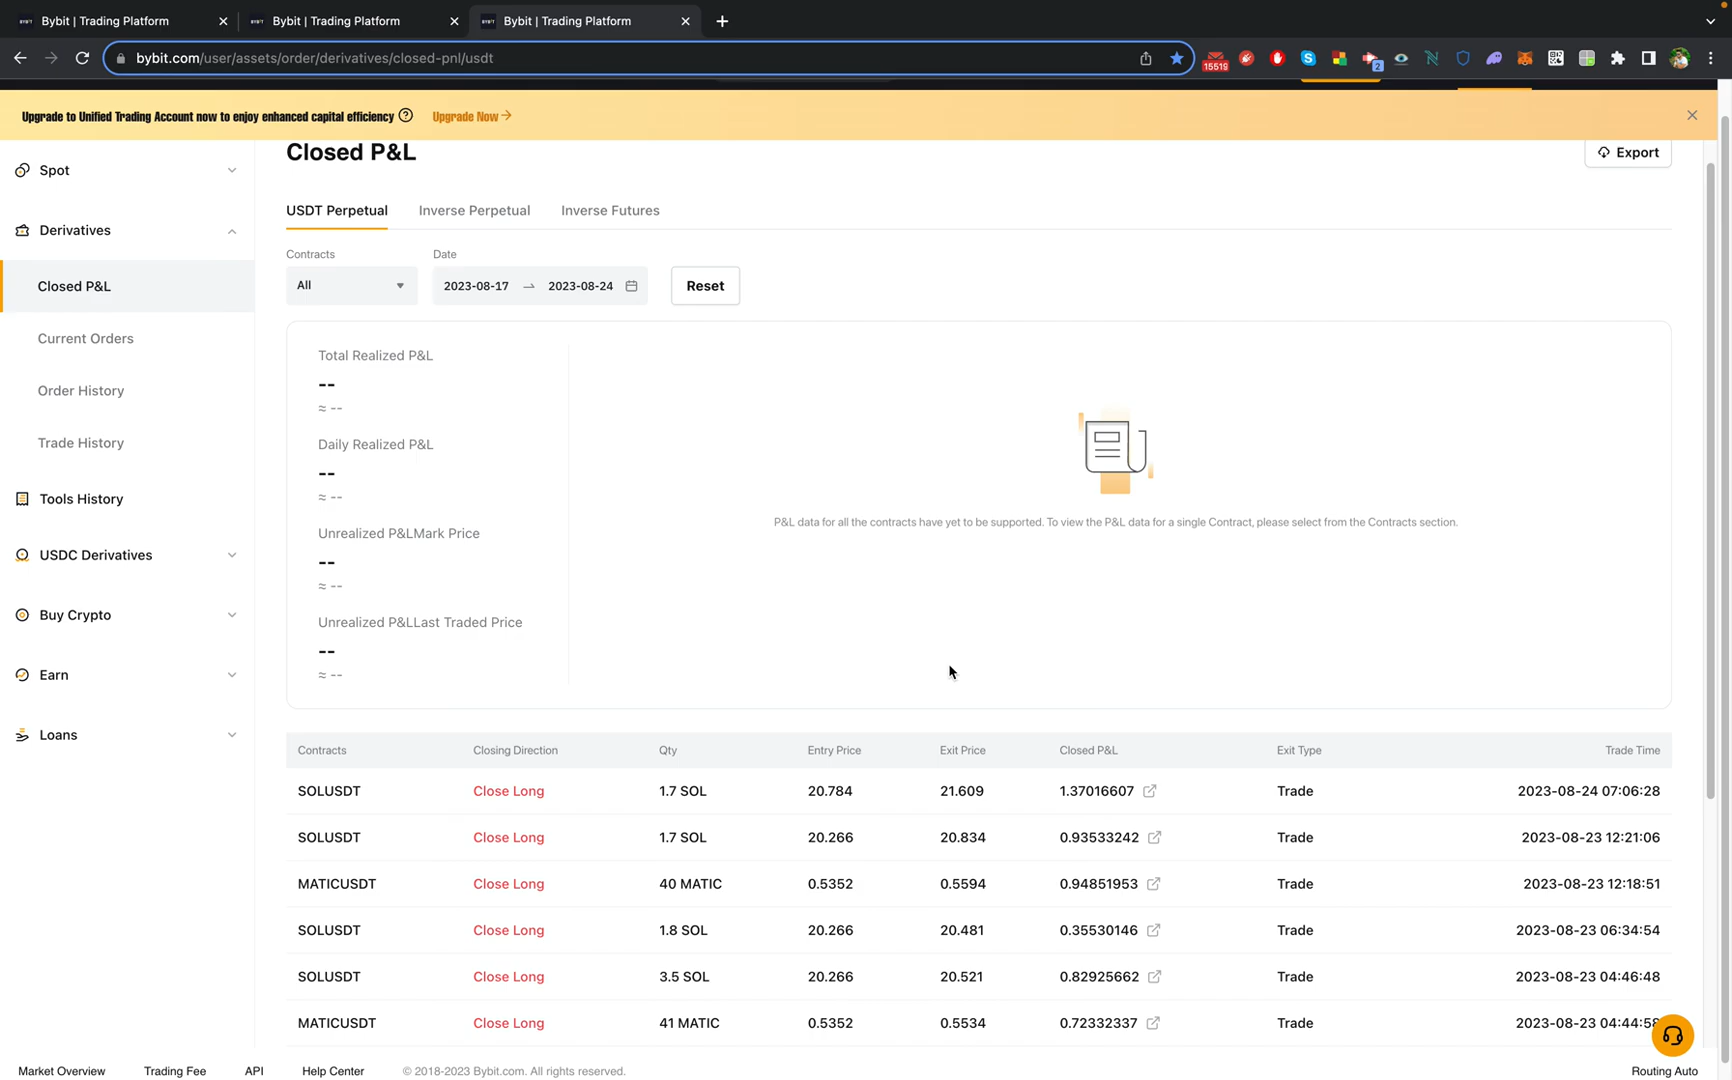 Bybit | Trading Platform
Bybit | Trading Platform
Bybit | Trading Platform
bybit.com/user/assets/order/derivatives/closed-pnl/usdt
15519
2
Upgrade to Unified Trading Account now to enjoy enhanced capital efficiency ? Upgrade Now
Spot
Derivatives
Closed P&L
Current Orders
Order History
Trade History
Tools History
USDC Derivatives
Buy Crypto
Earn
Loans
Closed P&L
Export
USDT Perpetual Inverse Perpetual Inverse Futures
Contracts Date
All 2023-08-17 → 2023-08-24 Reset
Total Realized P&L
--
≈ --
Daily Realized P&L
--
≈ --
Unrealized P&LMark Price
--
≈ --
Unrealized P&LLast Traded Price
--
≈ --
P&L data for all the contracts have yet to be supported. To view the P&L data for a single Contract, please select from the Contracts section.
Contracts Closing Direction Qty Entry Price Exit Price Closed P&L Exit Type Trade Time
SOLUSDT Close Long 1.7 SOL 20.784 21.609 1.37016607 Trade 2023-08-24 07:06:28
SOLUSDT Close Long 1.7 SOL 20.266 20.834 0.93533242 Trade 2023-08-23 12:21:06
MATICUSDT Close Long 40 MATIC 0.5352 0.5594 0.94851953 Trade 2023-08-23 12:18:51
SOLUSDT Close Long 1.8 SOL 20.266 20.481 0.35530146 Trade 2023-08-23 06:34:54
SOLUSDT Close Long 3.5 SOL 20.266 20.521 0.82925662 Trade 2023-08-23 04:46:48
MATICUSDT Close Long 41 MATIC 0.5352 0.5534 0.72332337 Trade 2023-08-23 04:44:58
Market Overview Trading Fee API Help Center © 2018-2023 Bybit.com. All rights reserved. Routing Auto